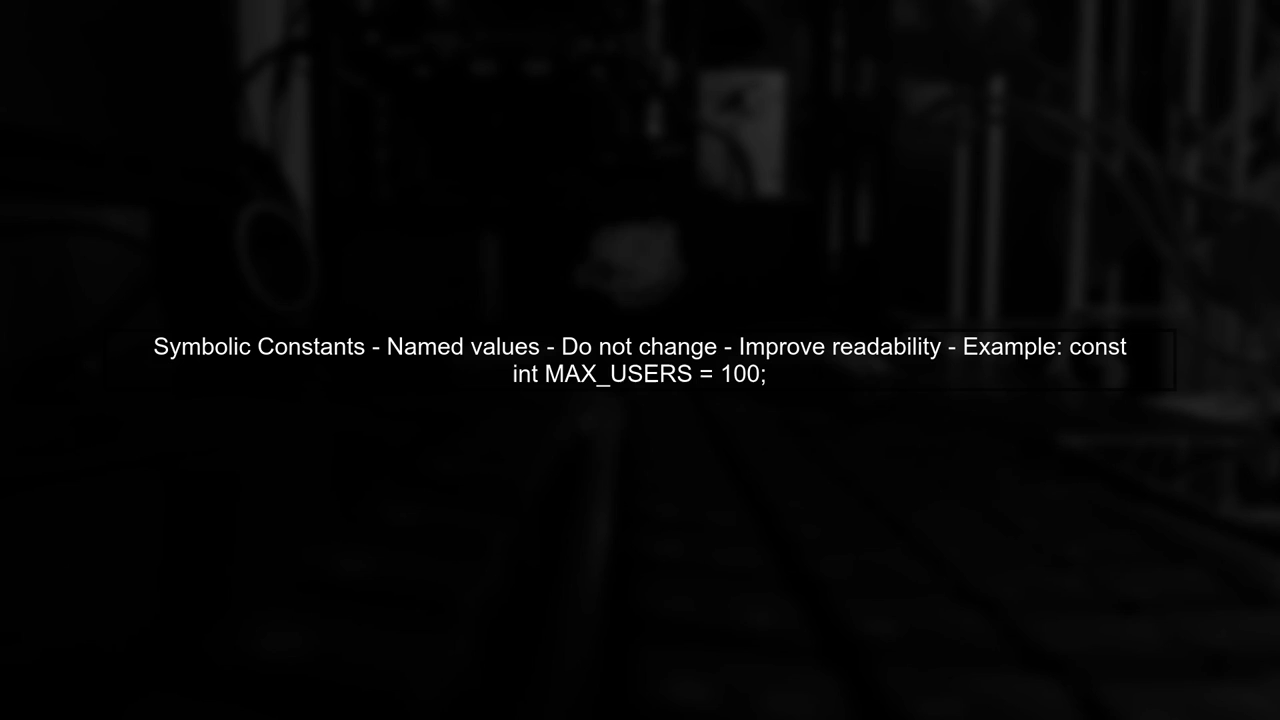 Symbolic Constants - Named values - Do not change - Improve readability - Example: const
int MAX_USERS = 100;